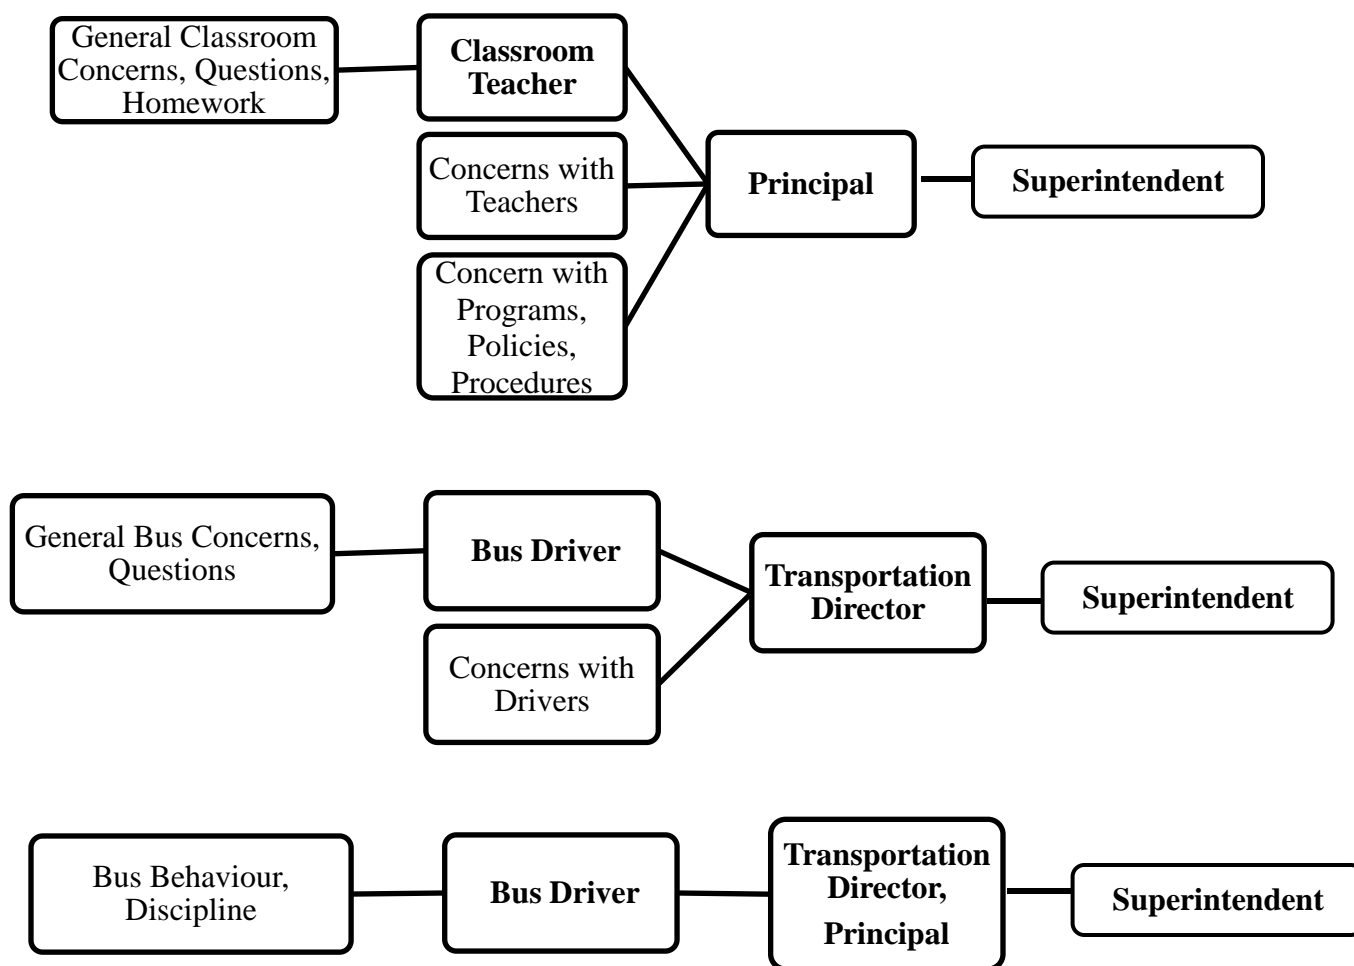 General Classroom
Concerns, Questions,
Homework
Classroom
Teacher
Concerns with
Teachers
Concern with
Programs,
Policies,
Procedures
Principal
Superintendent
General Bus Concerns,
Questions
Bus Driver
Concerns with
Drivers
Transportation
Director
Superintendent
Bus Behaviour,
Discipline
Bus Driver
Transportation
Director,
Principal
Superintendent